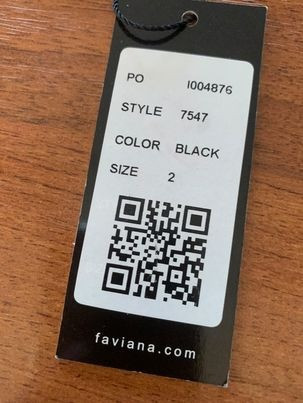 PO I004876
STYLE 7547
COLOR BLACK
SIZE 2
faviana.com